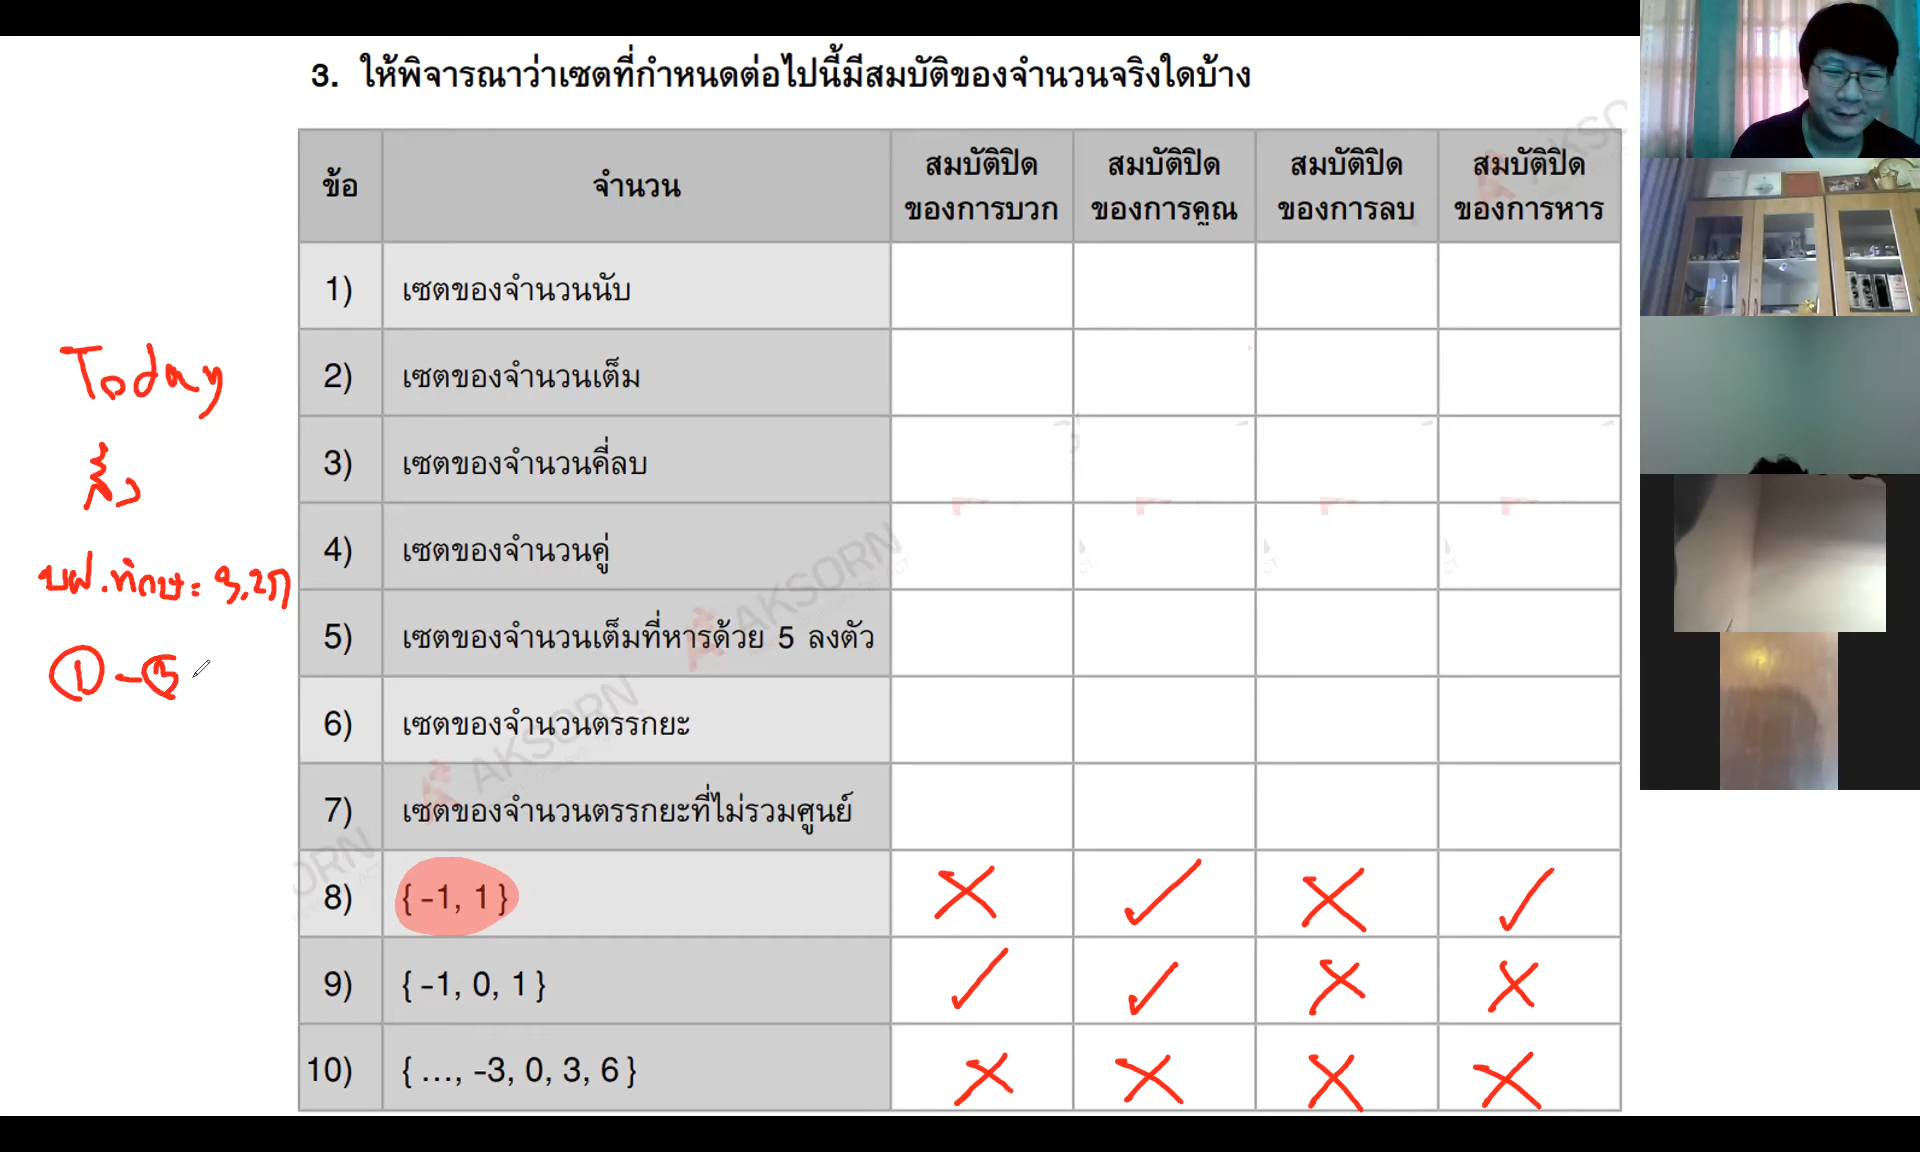 3. ให้พิจารณาว่าเซตที่กำหนดต่อไปนี้มีสมบัติของจำนวนจริงใดบ้าง
ข้อ จำนวน สมบัติปิดของการบวก สมบัติปิดของการคูณ สมบัติปิดของการลบ สมบัติปิดของการหาร
1) เซตของจำนวนนับ
2) เซตของจำนวนเต็ม
3) เซตของจำนวนคี่ลบ
4) เซตของจำนวนคู่
5) เซตของจำนวนเต็มที่หารด้วย 5 ลงตัว
6) เซตของจำนวนตรรกยะ
7) เซตของจำนวนตรรกยะที่ไม่รวมศูนย์
8) { -1, 1 } ✗ ✓ ✗ ✓
9) { -1, 0, 1 } ✓ ✓ ✗ ✗
10) { ..., -3, 0, 3, 6 } ✗ ✗ ✗ ✗
Today
ส่ง
บฝ.ทักษะ
① - ③
AKSORN
AKSORN